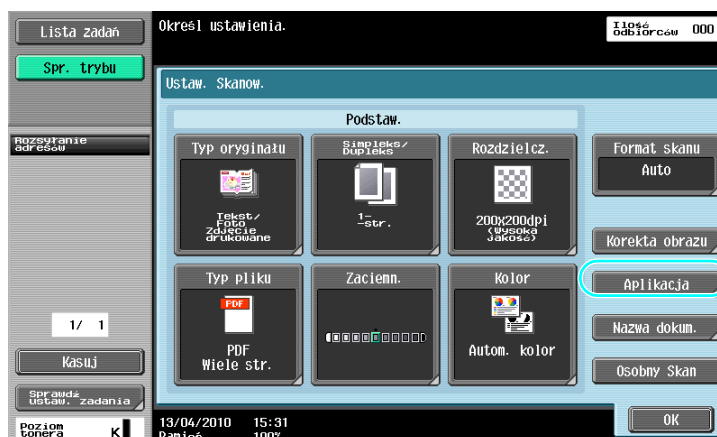 Lista zadań
Określ ustawienia.
Ilość
odbiorców 000
Spr. trybu
Ustaw. Skanow.
Podstaw.
Rozsyłanie
adresów
Typ oryginału
Simpleks/
Dupleks
Rozdzielcz.
Format skanu
Auto
Tekst/
Foto
Zdjęcie
drukowane
1-
-str.
200x200dpi
(Wysoka
Jakość)
Korekta obrazu
Typ pliku
Zaciemn.
Kolor
Aplikacja
PDF
PDF
Wiele str.
Autom. kolor
1/ 1
Nazwa dokum.
Kasuj
Osobny Skan
Sprawdź
ustaw. zadania
OK
Poziom
tonera K
13/04/2010 15:31
Pamięć 100%